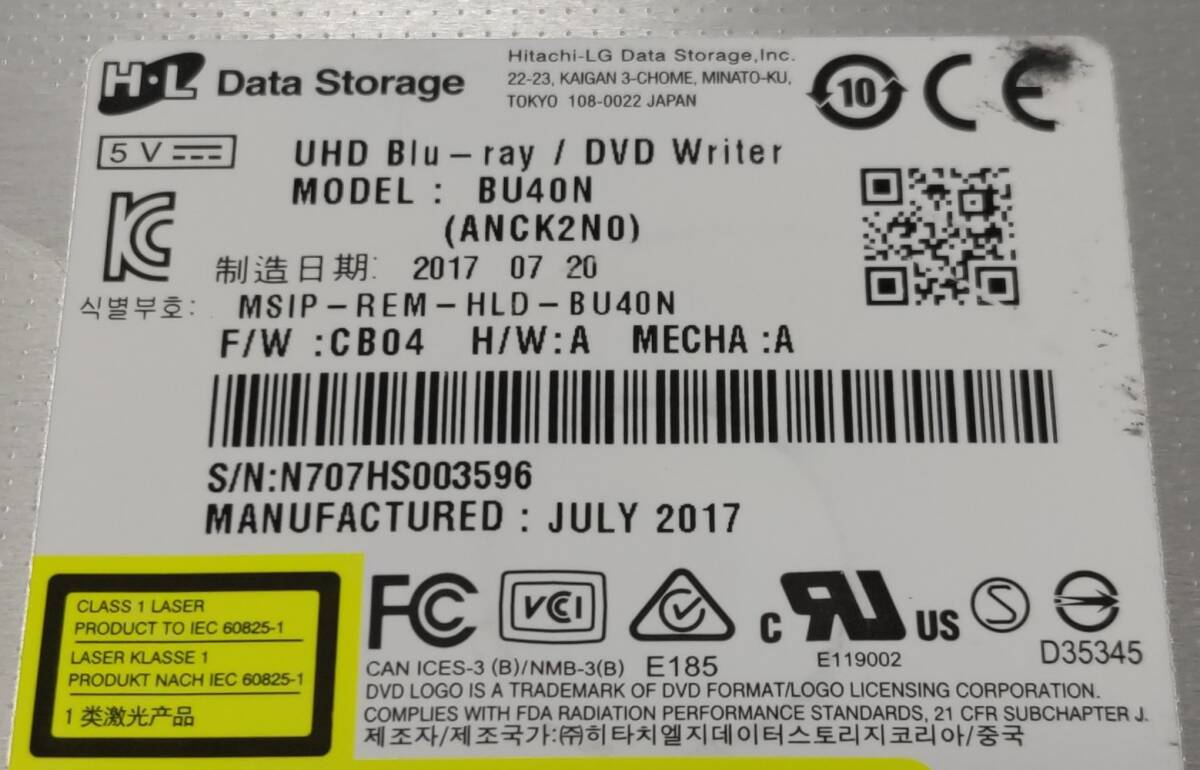 H·L Data Storage
Hitachi-LG Data Storage,Inc.
22-23, KAIGAN 3-CHOME, MINATO-KU,
TOKYO 108-0022 JAPAN
10
CE
5 V
UHD Blu-ray / DVD Writer
MODEL : BU40N
(ANCK2N0)
制造日期: 2017 07 20
식별부호: MSIP-REM-HLD-BU40N
F/W :CB04 H/W:A MECHA :A
S/N:N707HS003596
MANUFACTURED : JULY 2017
CLASS 1 LASER
PRODUCT TO IEC 60825-1
LASER KLASSE 1
PRODUKT NACH IEC 60825-1
1 类激光产品
FC VCI c RU US S
E119002
D35345
CAN ICES-3 (B)/NMB-3(B) E185
DVD LOGO IS A TRADEMARK OF DVD FORMAT/LOGO LICENSING CORPORATION.
COMPLIES WITH FDA RADIATION PERFORMANCE STANDARDS, 21 CFR SUBCHAPTER J.
제조자/제조국가:㈜히타치엘지데이터스토리지코리아/중국